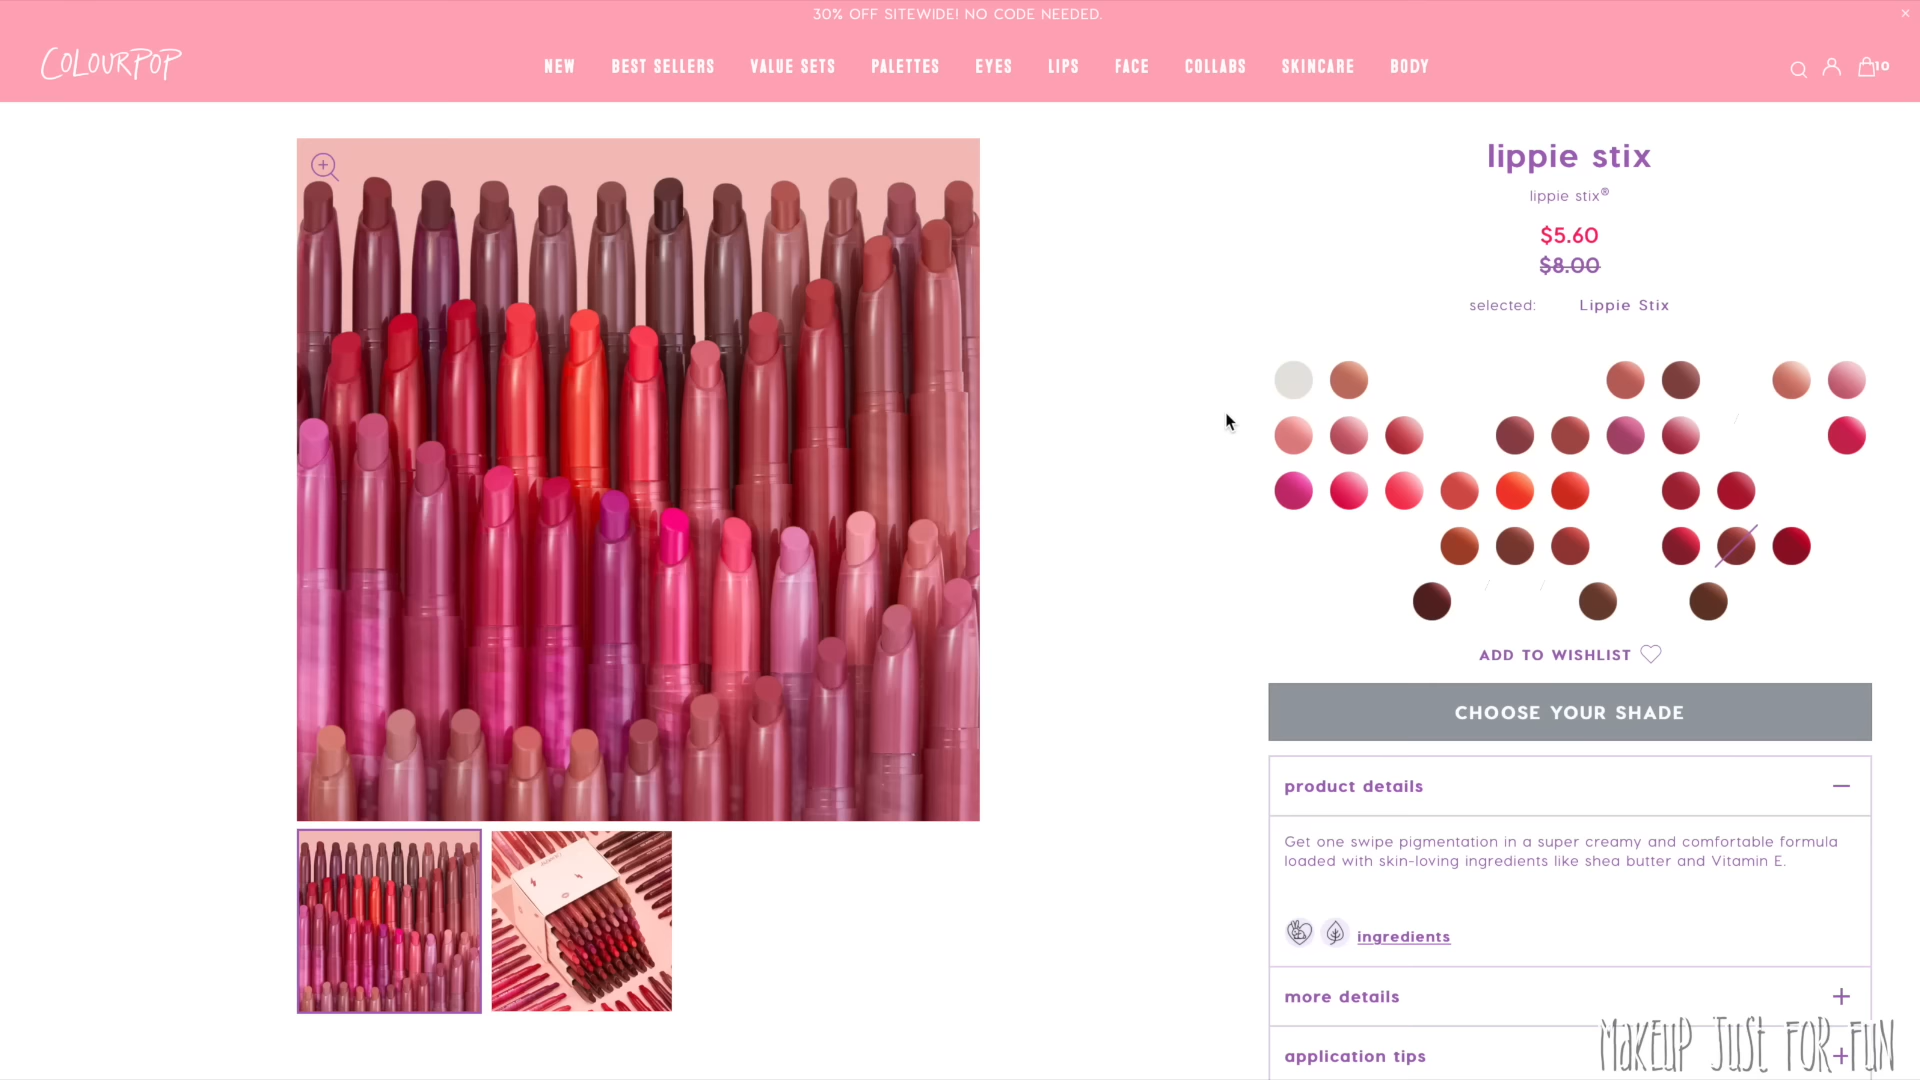 30% OFF SITEWIDE! NO CODE NEEDED.
COLOURPOP
NEW
BEST SELLERS
VALUE SETS
PALETTES
EYES
LIPS
FACE
COLLABS
SKINCARE
BODY
10
lippie stix
lippie stix®
$5.60
$8.00
selected: Lippie Stix
ADD TO WISHLIST
CHOOSE YOUR SHADE
product details
Get one swipe pigmentation in a super creamy and comfortable formula
loaded with skin-loving ingredients like shea butter and Vitamin E.
ingredients
more details
application tips
MAKEUP JUST FOR FUN